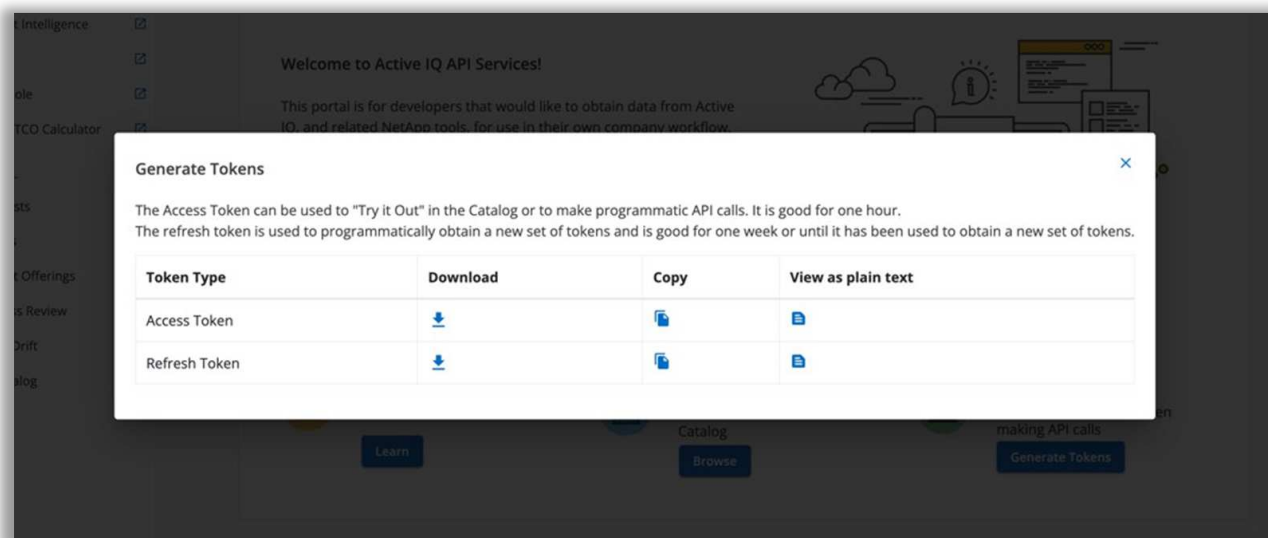 t Intelligence
Welcome to Active IQ API Services!
ole
This portal is for developers that would like to obtain data from Active
TCO Calculator
IQ, and related NetApp tools, for use in their own company workflow.
Generate Tokens
sts
The Access Token can be used to "Try it Out" in the Catalog or to make programmatic API calls. It is good for one hour.
The refresh token is used to programmatically obtain a new set of tokens and is good for one week or until it has been used to obtain a new set of tokens.
t Offerings
Token Type Download Copy View as plain text
ss Review
Access Token
Drift
Refresh Token
alog
en
Catalog
making API calls
Learn
Browse
Generate Tokens